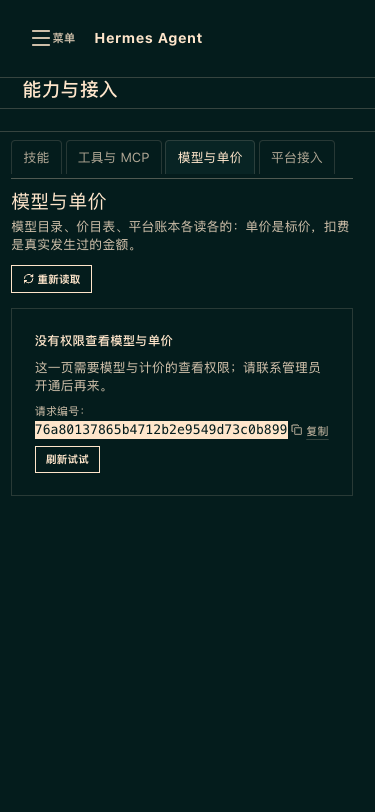 菜单 Hermes Agent
能力与接入
技能 工具与 MCP 模型与单价 平台接入
模型与单价
模型目录、价目表、平台账本各读各的：单价是标价，扣费
是真实发生过的金额。
重新读取
没有权限查看模型与单价
这一页需要模型与计价的查看权限；请联系管理员
开通后再来。
请求编号：
76a80137865b4712b2e9549d73c0b899 复制
刷新试试